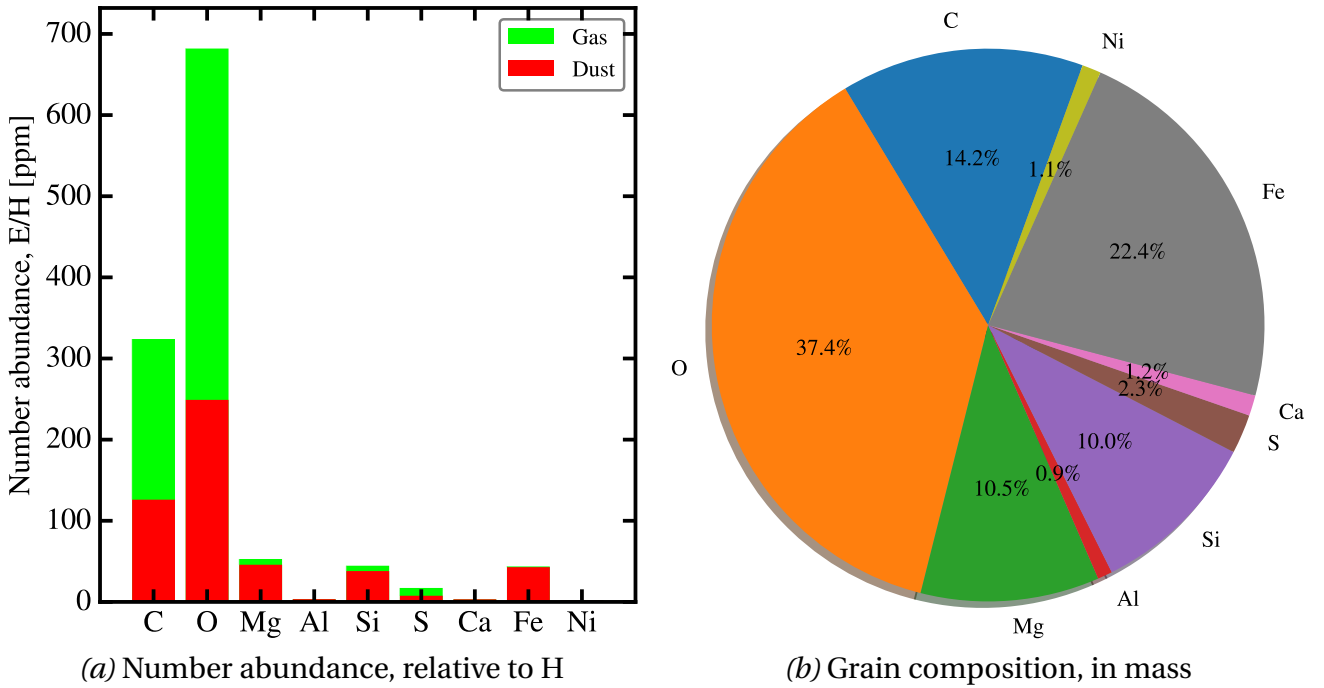 700
600
500
400
300
200
100
0
Number abundance, E/H [ppm]
Gas
Dust
C O Mg Al Si S Ca Fe Ni
(a) Number abundance, relative to H
C
Ni
Fe
Ca
S
Si
Al
Mg
O
14.2%
1.1%
22.4%
1.2%
2.3%
10.0%
0.9%
10.5%
37.4%
(b) Grain composition, in mass